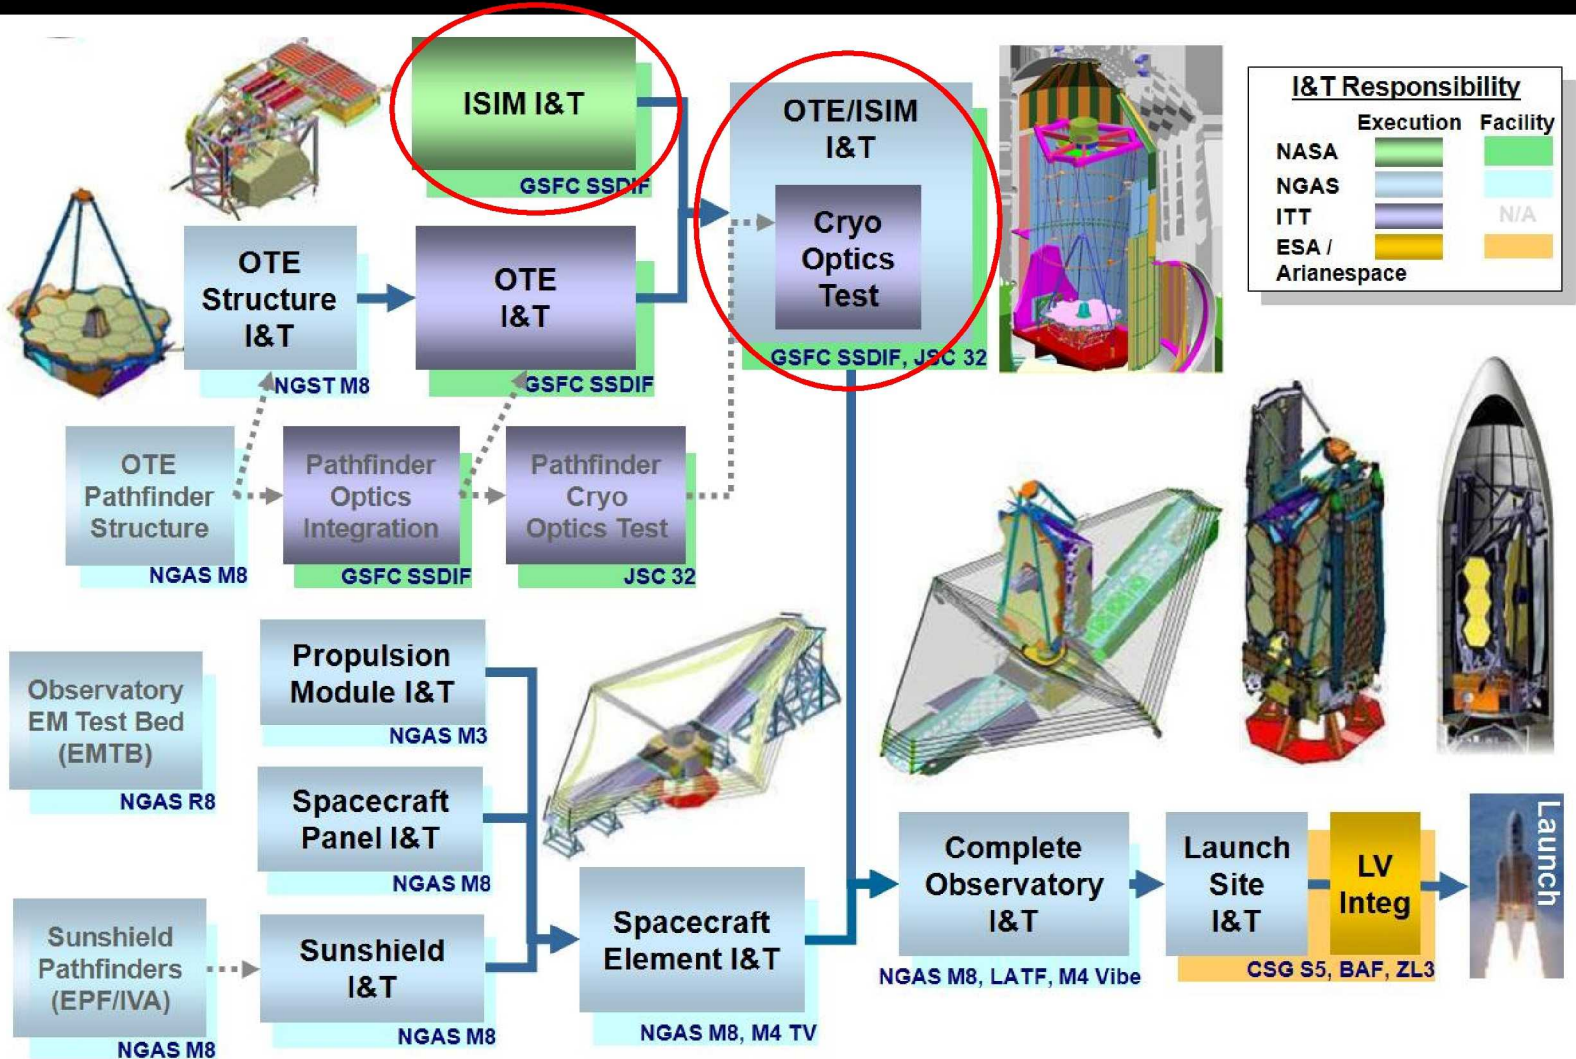 ISIM I&T
GSFC SSDIF
OTE/ISIM
I&T
Cryo
Optics
Test
GSFC SSDIF, JSC 32
I&T Responsibility
Execution Facility
NASA
NGAS
ITT N/A
ESA /
Arianespace
OTE
Structure
I&T
NGST M8
OTE
I&T
GSFC SSDIF
OTE
Pathfinder
Structure
NGAS M8
Pathfinder
Optics
Integration
GSFC SSDIF
Pathfinder
Cryo
Optics Test
JSC 32
Observatory
EM Test Bed
(EMTB)
NGAS R8
Propulsion
Module I&T
NGAS M3
Spacecraft
Panel I&T
NGAS M8
Sunshield
Pathfinders
(EPF/IVA)
NGAS M8
Sunshield
I&T
NGAS M8
Spacecraft
Element I&T
NGAS M8, M4 TV
Complete
Observatory
I&T
NGAS M8, LATF, M4 Vibe
Launch
Site
I&T
LV
Integ
CSG S5, BAF, ZL3
Launch